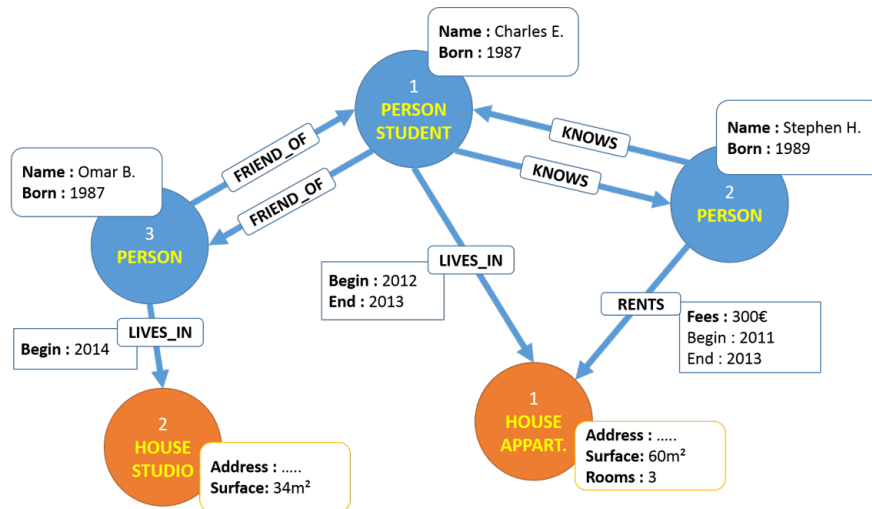 Name : Charles E.
Born : 1987
1
PERSON
STUDENT
KNOWS
Name : Stephen H.
Born : 1989
FRIEND_OF
KNOWS
Name : Omar B.
Born : 1987
2
PERSON
FRIEND_OF
3
PERSON
LIVES_IN
Begin : 2012
End : 2013
RENTS
Fees : 300€
Begin : 2011
End : 2013
LIVES_IN
Begin : 2014
1
HOUSE
APPART.
Address : .....
Surface: 60m²
Rooms : 3
2
HOUSE
STUDIO
Address : .....
Surface: 34m²